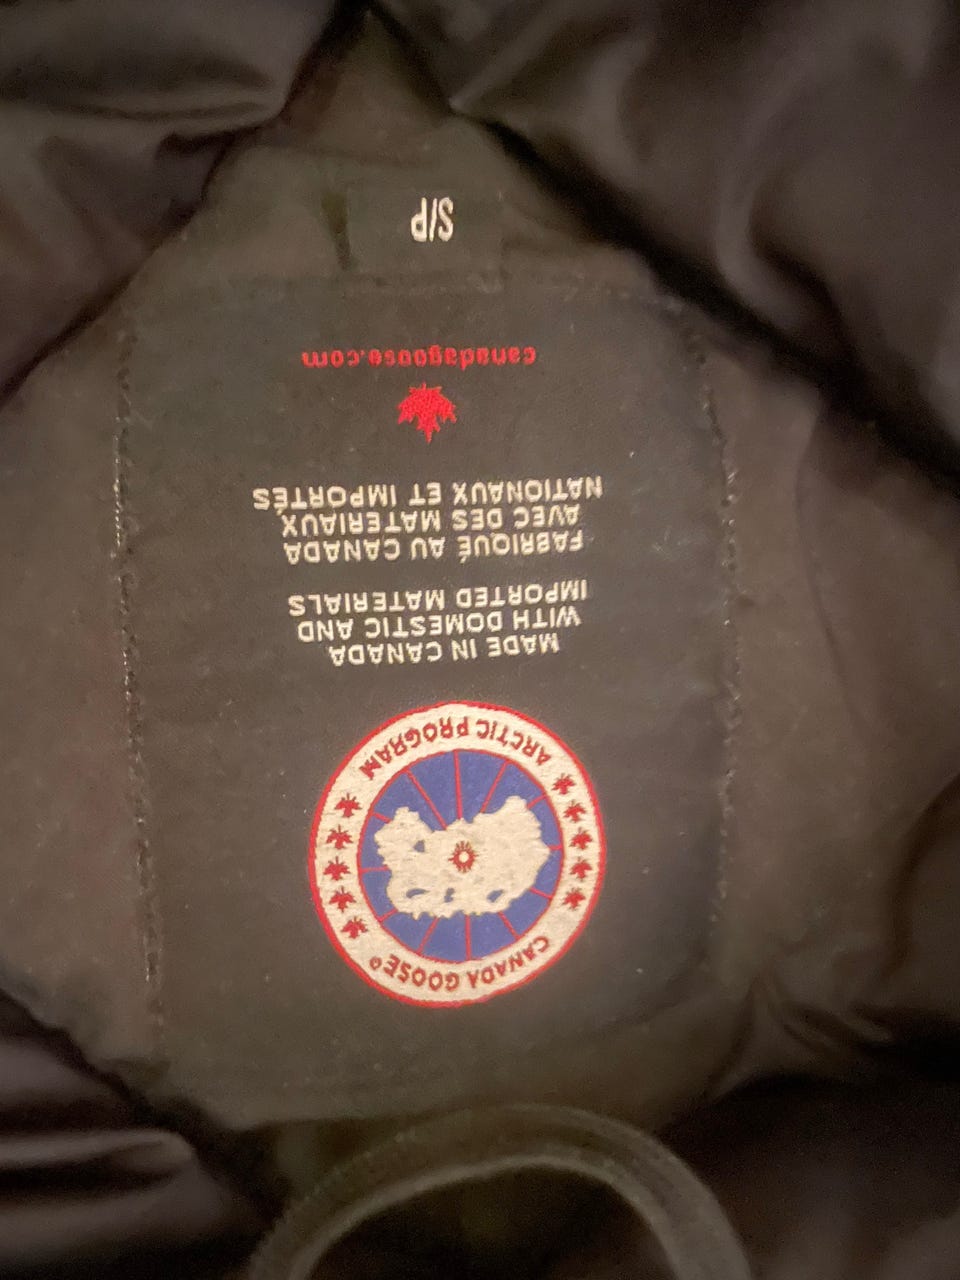 CANADA GOOSE®
ARCTIC PROGRAM
MADE IN CANADA
WITH DOMESTIC AND
IMPORTED MATERIALS
FABRIQUÉ AU CANADA
AVEC DES MATERIAUX
NATIONAUX ET IMPORTÉS
canadagouse.com
S/P